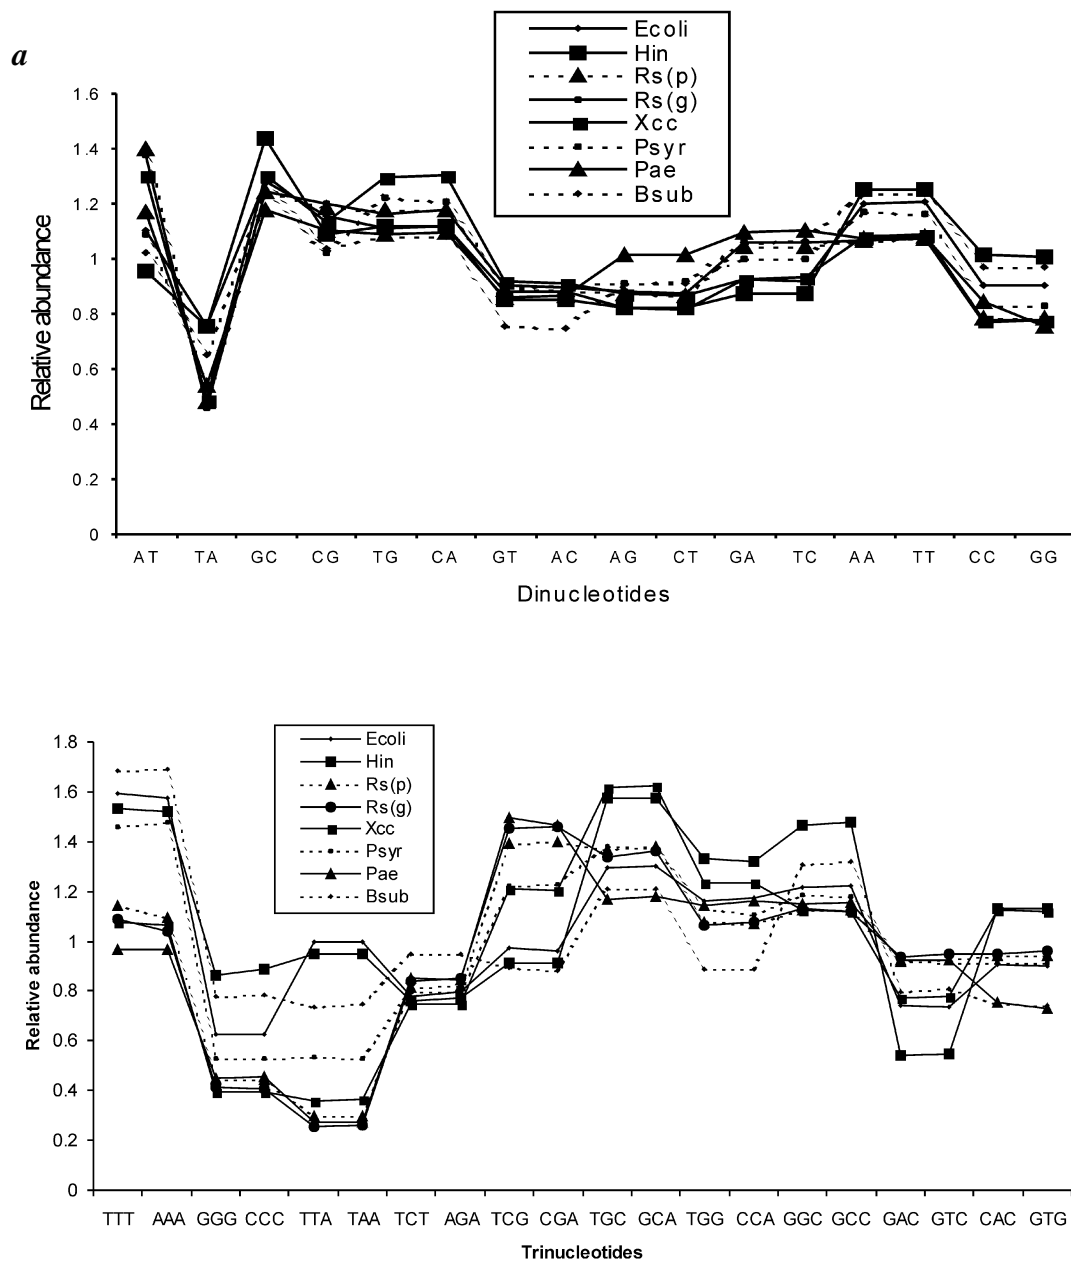 a
Ecoli
Hin
Rs(p)
Rs(g)
Xcc
Psyr
Pae
Bsub
1.6
1.4
1.2
1
0.8
0.6
0.4
0.2
0
Relative abundance
AT TA GC CG TG CA GT AC AG CT GA TC AA TT CC GG
Dinucleotides
Ecoli
Hin
Rs(p)
Rs(g)
Xcc
Psyr
Pae
Bsub
1.8
1.6
1.4
1.2
1
0.8
0.6
0.4
0.2
0
Relative abundance
TTT AAA GGG CCC TTA TAA TCT AGA TCG CGA TGC GCA TGG CCA GGC GCC GAC GTC CAC GTG
Trinucleotides